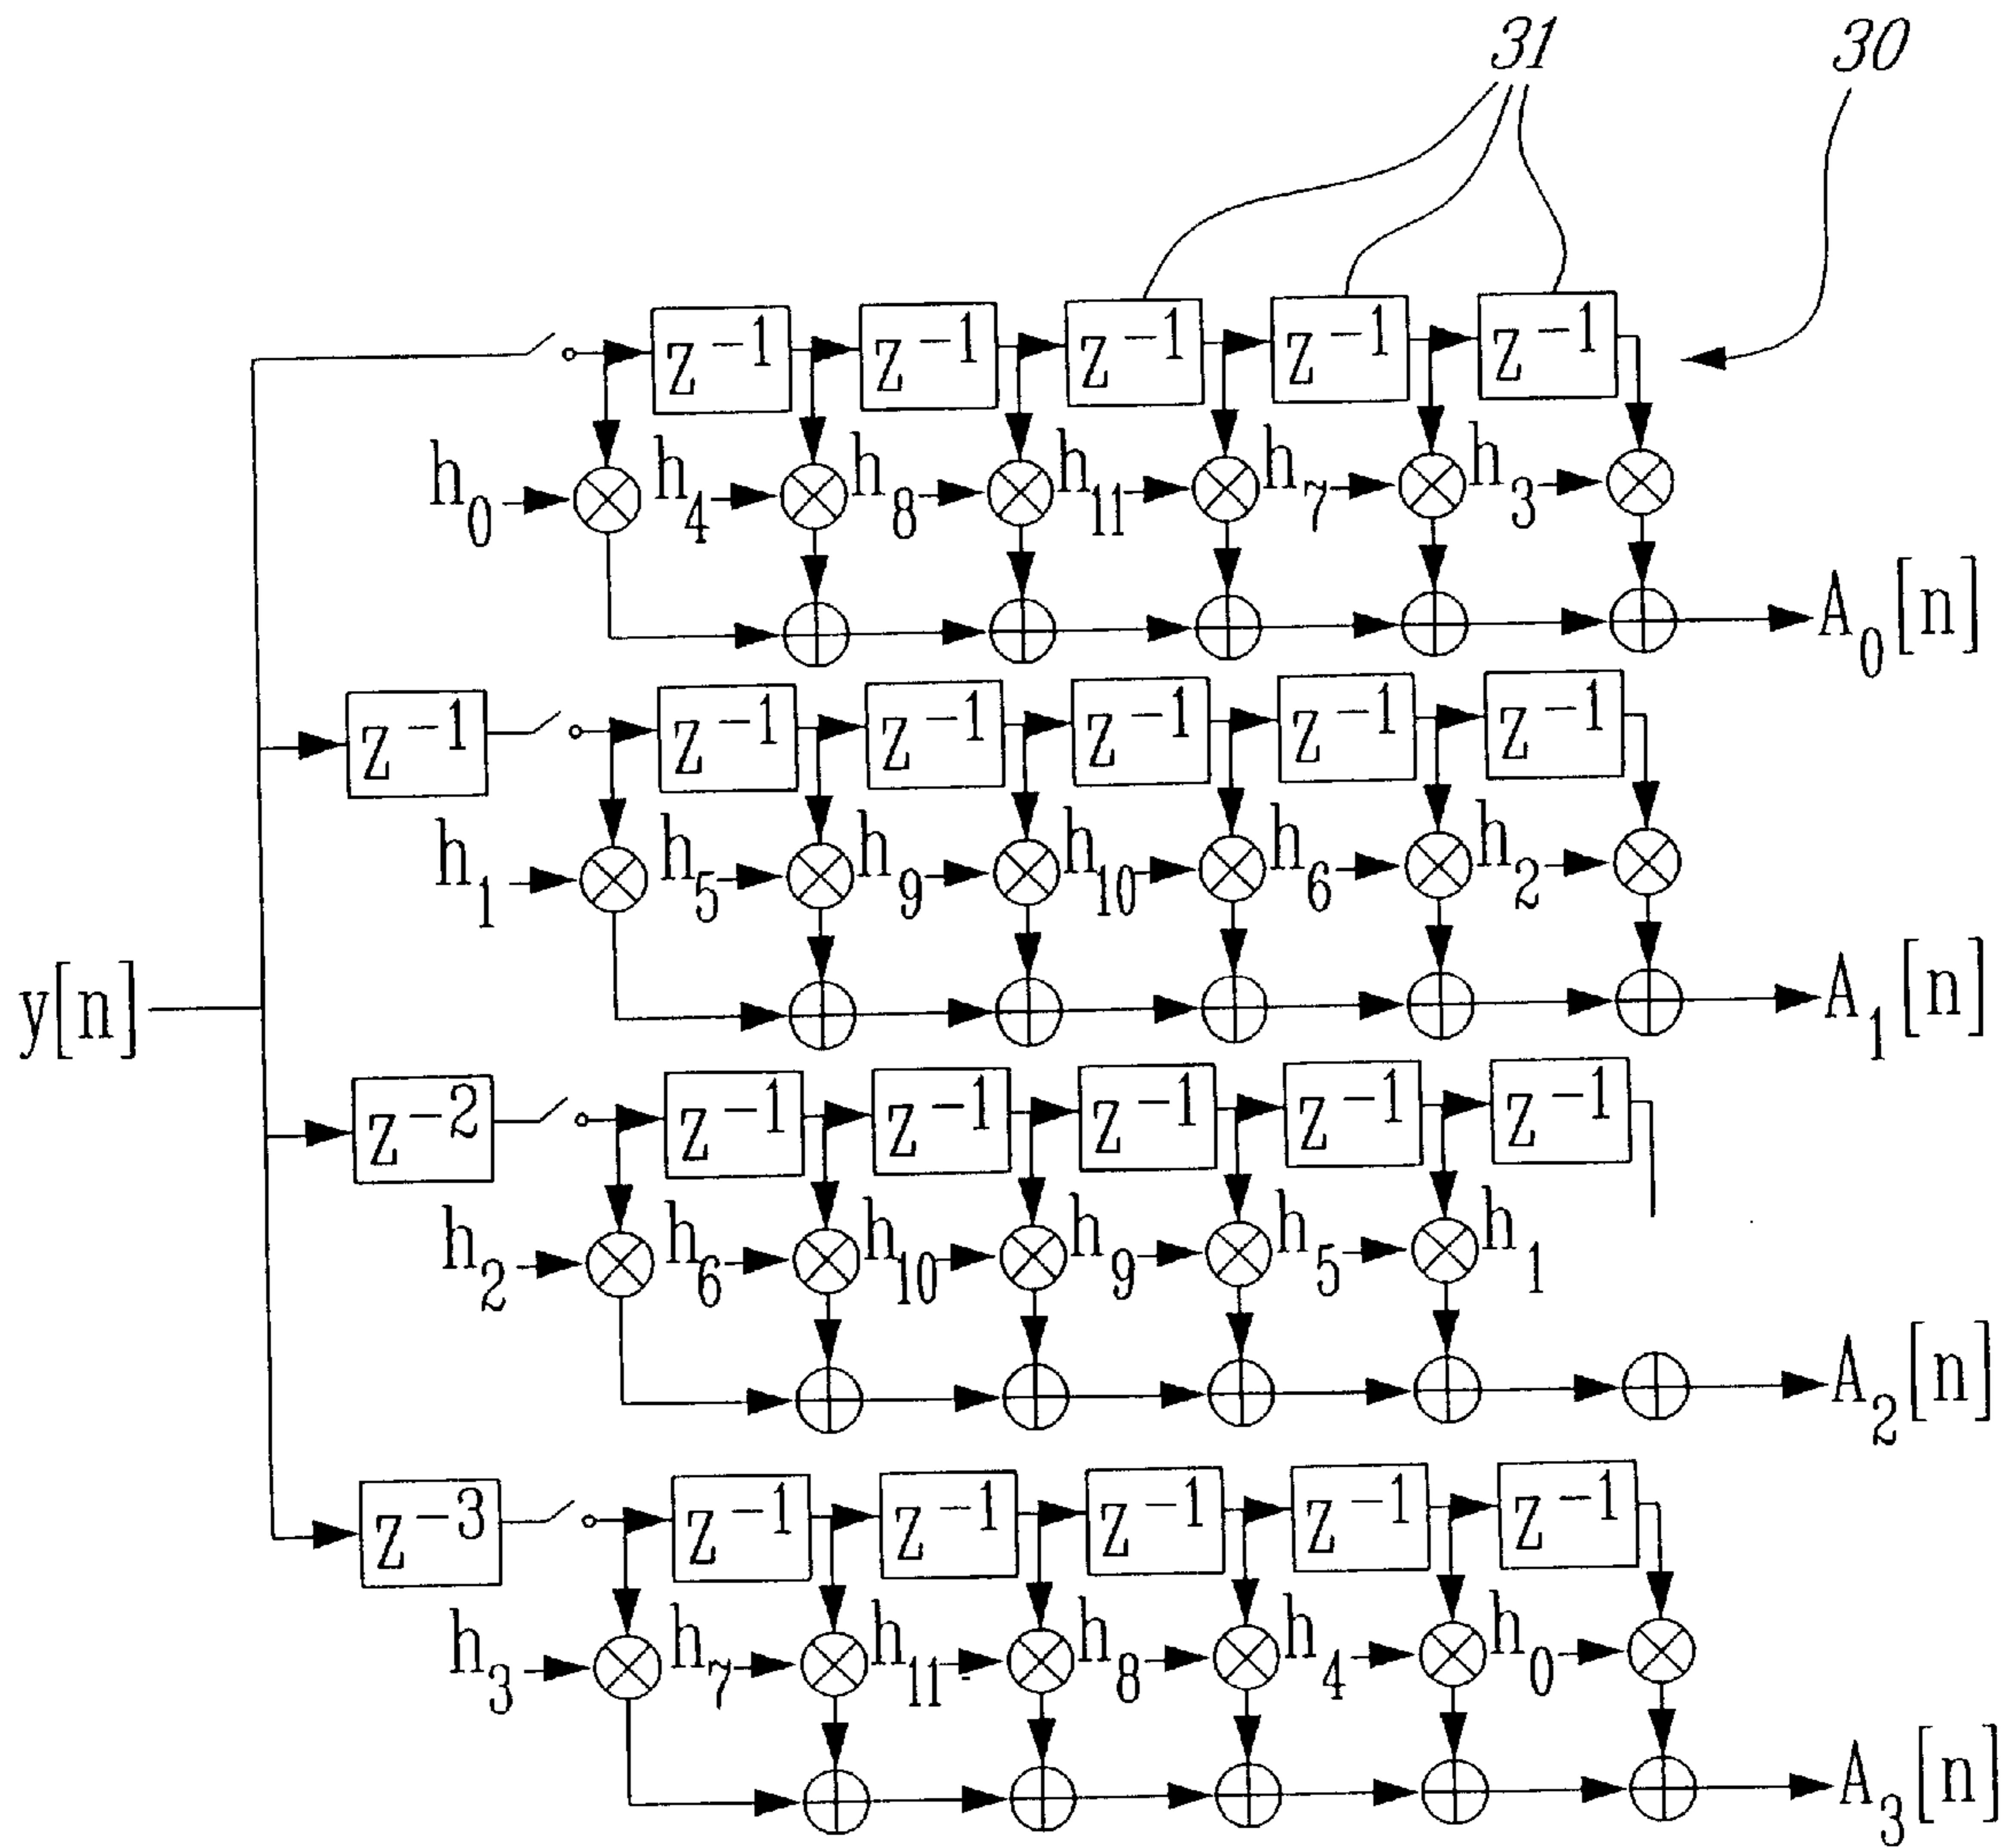 31 30
z⁻¹ z⁻¹ z⁻¹ z⁻¹ z⁻¹
h₀ h₄ h₈ h₁₁ h₇ h₃
A₀[n]
z⁻¹ z⁻¹ z⁻¹ z⁻¹ z⁻¹ z⁻¹
h₁ h₅ h₉ h₁₀ h₆ h₂
y[n] A₁[n]
z⁻² z⁻¹ z⁻¹ z⁻¹ z⁻¹ z⁻¹
h₂ h₆ h₁₀ h₉ h₅ h₁
A₂[n]
z⁻³ z⁻¹ z⁻¹ z⁻¹ z⁻¹ z⁻¹
h₃ h₇ h₁₁ h₈ h₄ h₀
A₃[n]